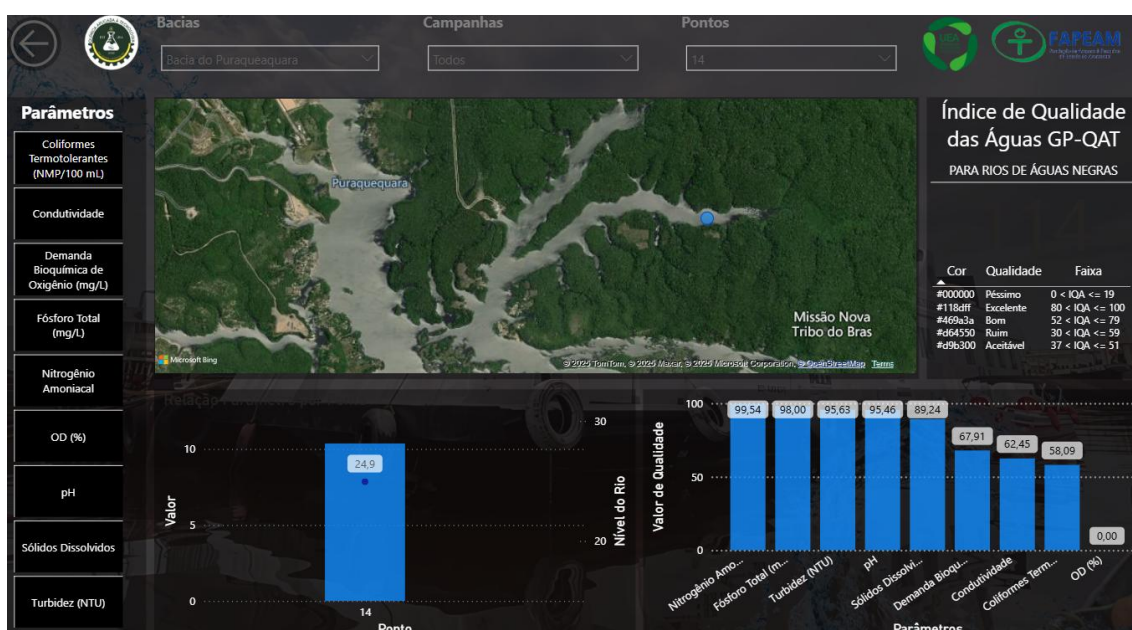 Bacias
Campanhas
Pontos
Bacia do Puraqueaquara
Todos
14
UEA
FAPEAM
Parâmetros
Coliformes
Termotolerantes
(NMP/100 mL)
Condutividade
Demanda
Bioquímica de
Oxigênio (mg/L)
Fósforo Total
(mg/L)
Nitrogênio
Amoniacal
OD (%)
pH
Sólidos Dissolvidos
Turbidez (NTU)
Puraquequara
Missão Nova
Tribo do Bras
Microsoft Bing
© 2025 TomTom, © 2025 Maxar, © 2025 Microsoft Corporation, © OpenStreetMap Terms
Índice de Qualidade
das Águas GP-QAT
PARA RIOS DE ÁGUAS NEGRAS
114
Cor Qualidade Faixa
#000000 Péssimo 0 < IQA <= 19
#118dff Excelente 80 < IQA <= 100
#469a3a Bom 52 < IQA <= 79
#d64550 Ruim 30 < IQA <= 59
#d9b300 Aceitável 37 < IQA <= 51
Valor
10
5
0
24,9
30
20
Nível do Rio
14
Ponto
Valor de Qualidade
100
50
0
99,54
98,00
95,63
95,46
89,24
67,91
62,45
58,09
0,00
Nitrogênio Amo...
Fósforo Total (m...
Turbidez (NTU)
pH
Sólidos Dissolvi...
Demanda Bioqu...
Condutividade
Coliformes Term...
OD (%)
Parâmetros